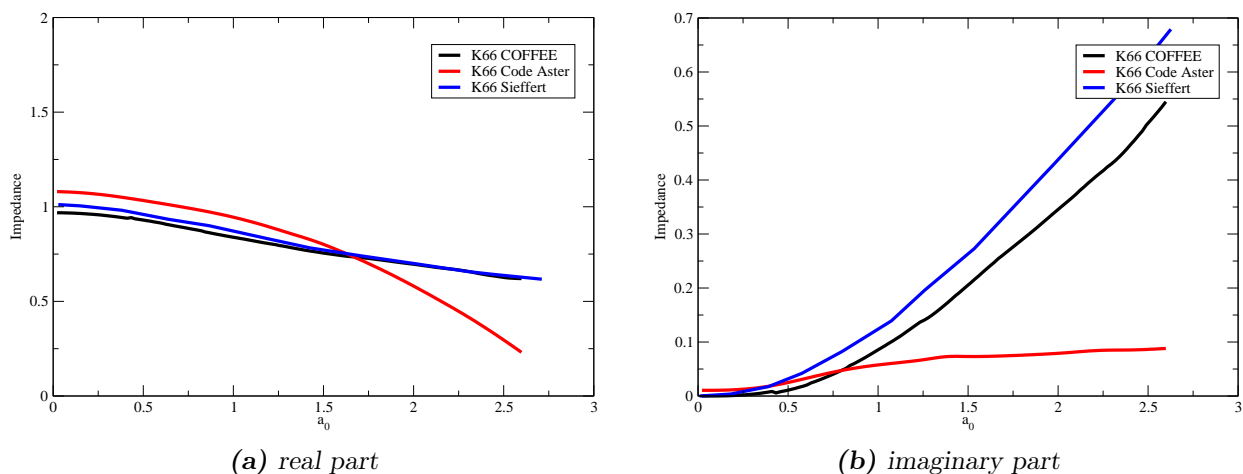 2
1.5
1
0.5
0
Impedance
0 0.5 1 1.5 2 2.5 3
a0
K66 COFFEE
K66 Code Aster
K66 Sieffert
(a) real part
0.7
0.6
0.5
0.4
0.3
0.2
0.1
0
Impedance
0 0.5 1 1.5 2 2.5 3
a0
K66 COFFEE
K66 Code Aster
K66 Sieffert
(b) imaginary part